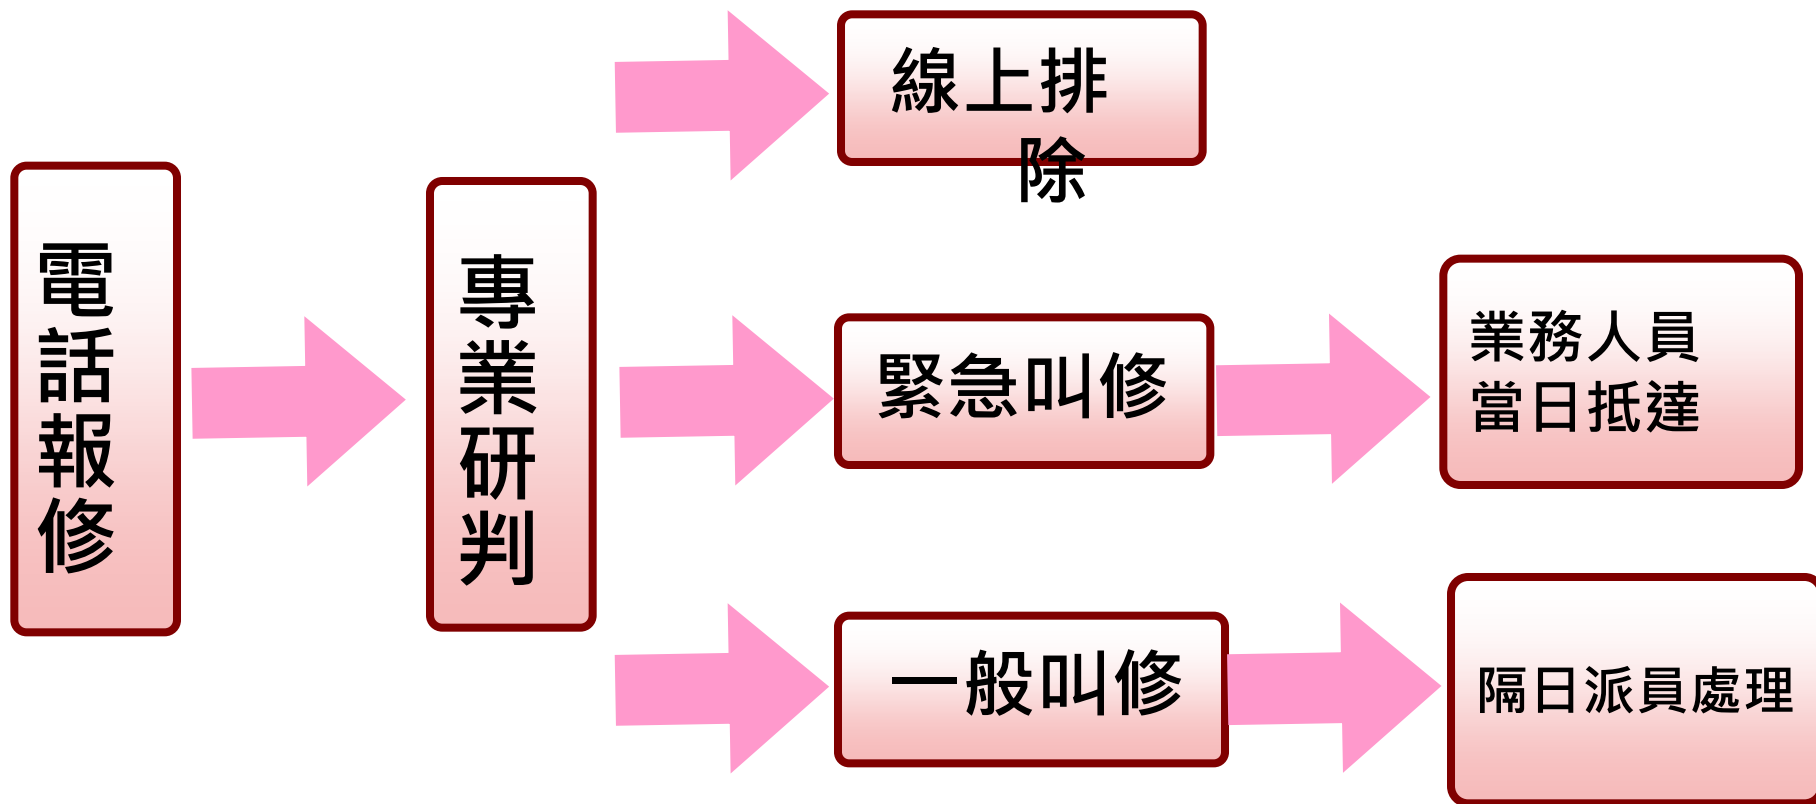 電話報修
專業研判
線上排
除
緊急叫修
業務人員
當日抵達
一般叫修
隔日派員處理